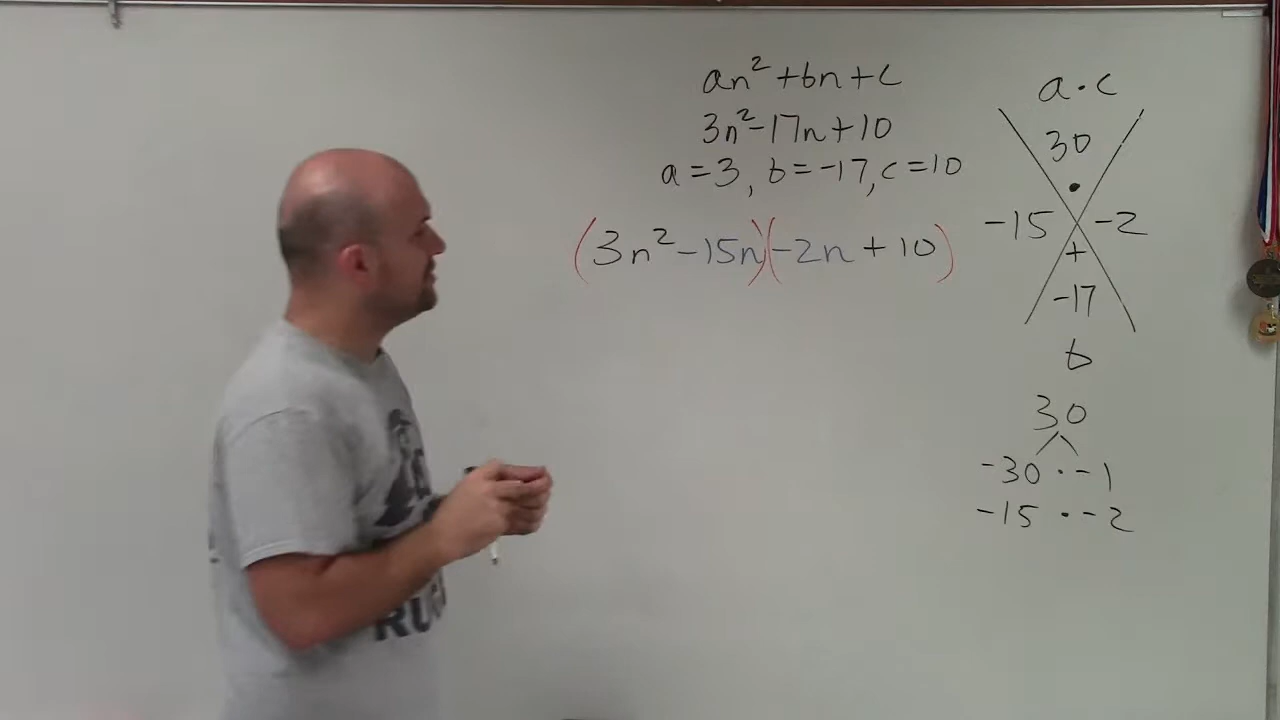 an²+bn+c
3n²-17n+10
a=3, b=-17, c=10
(3n²-15n)(-2n+10)
a·c
30
·
-15 -2
+
-17
b
30
-30·-1
-15·-2
RU